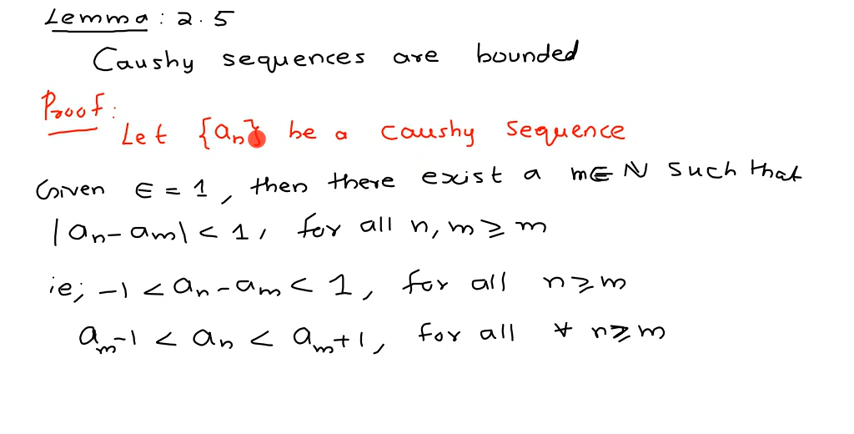 Lemma : 2.5
Caushy sequences are bounded
Proof:
Let {an} be a caushy sequence
Given ∈ = 1, then there exist a m∈ℕ such that
|an - am| < 1, for all n, m ≥ m
ie; -1 < an - am < 1, for all n ≥ m
am - 1 < an < am + 1, for all ∀ n ≥ m